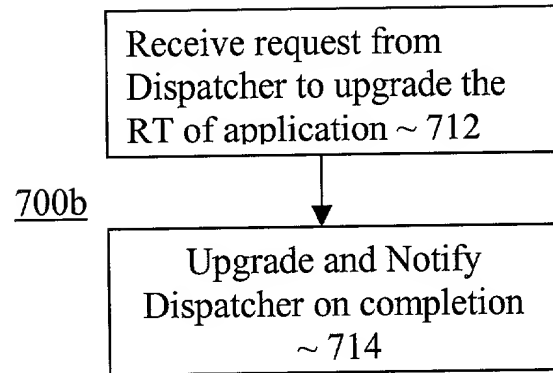 Receive request from
Dispatcher to upgrade the
RT of application ~ 712
700b
Upgrade and Notify
Dispatcher on completion
~ 714